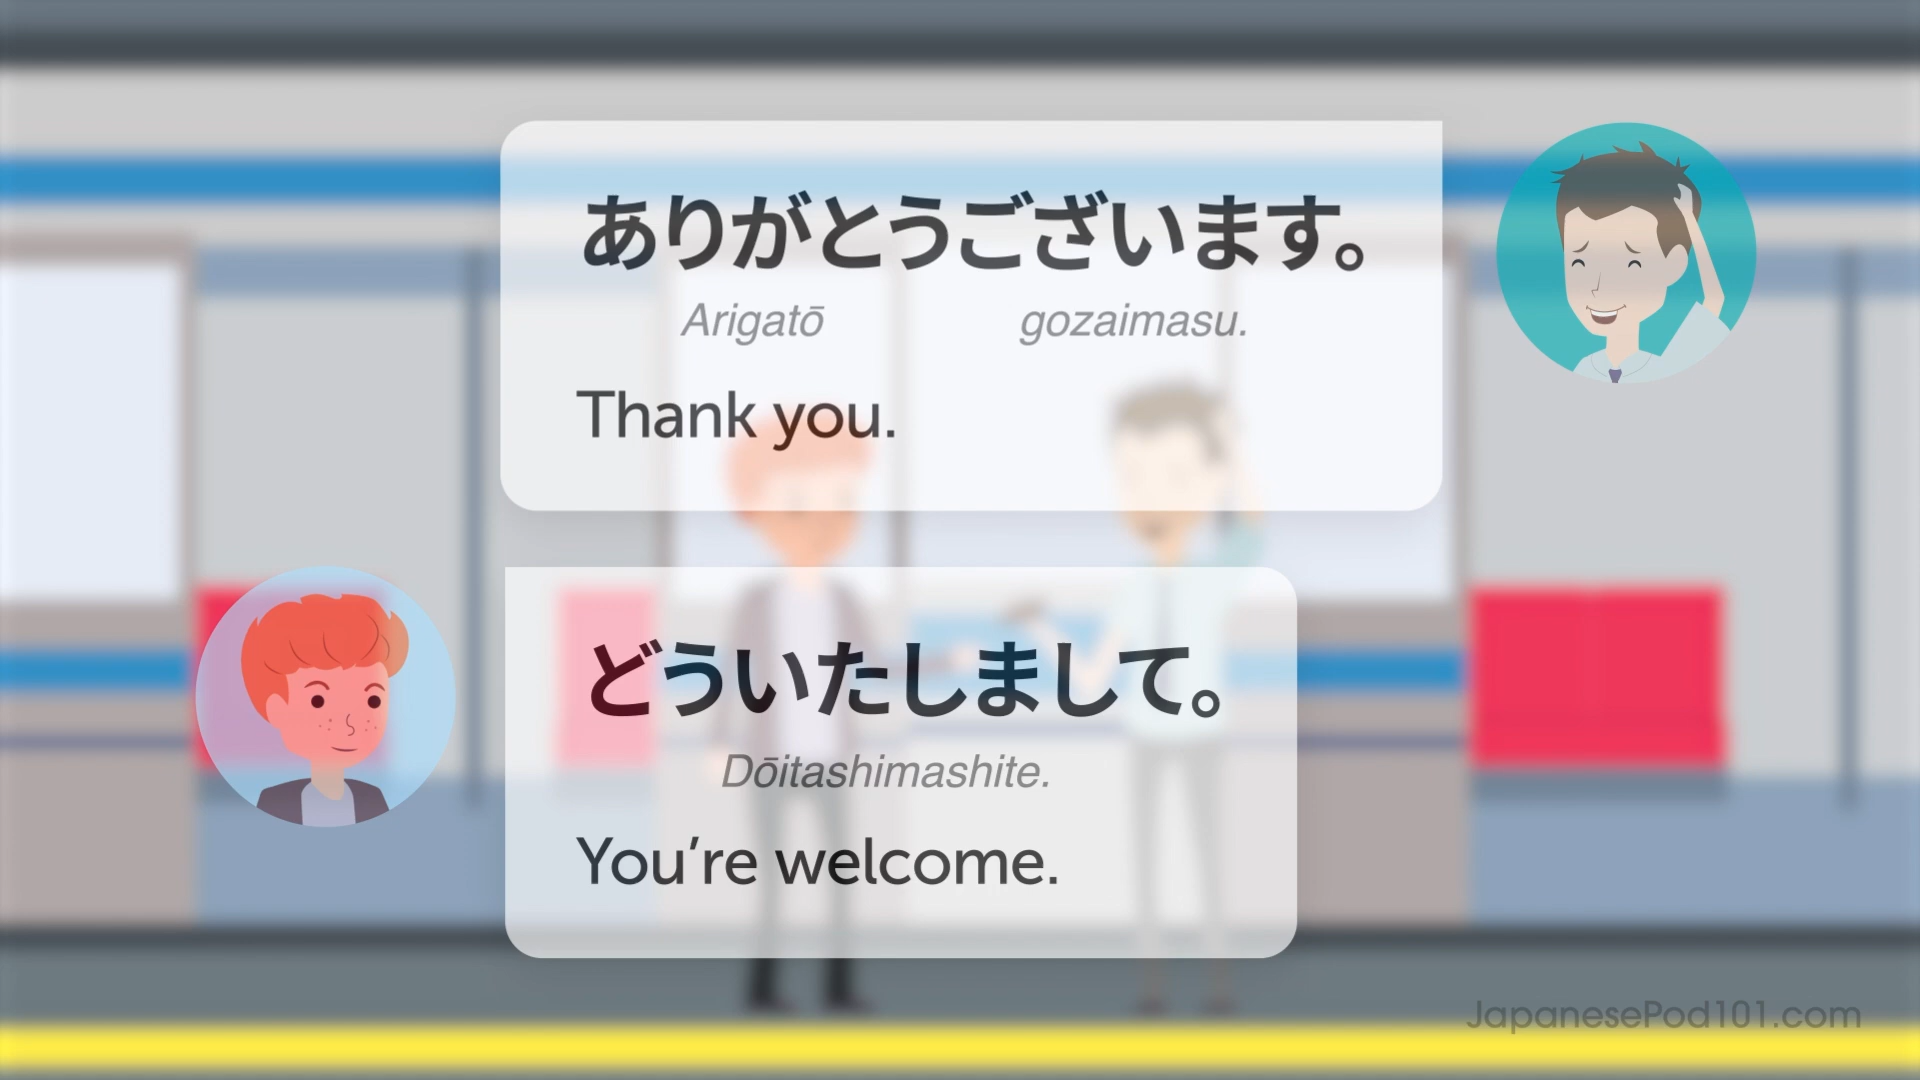 ありがとうございます。
Arigatō gozaimasu.
Thank you.
どういたしまして。
Dōitashimashite.
You’re welcome.
JapanesePod101.com